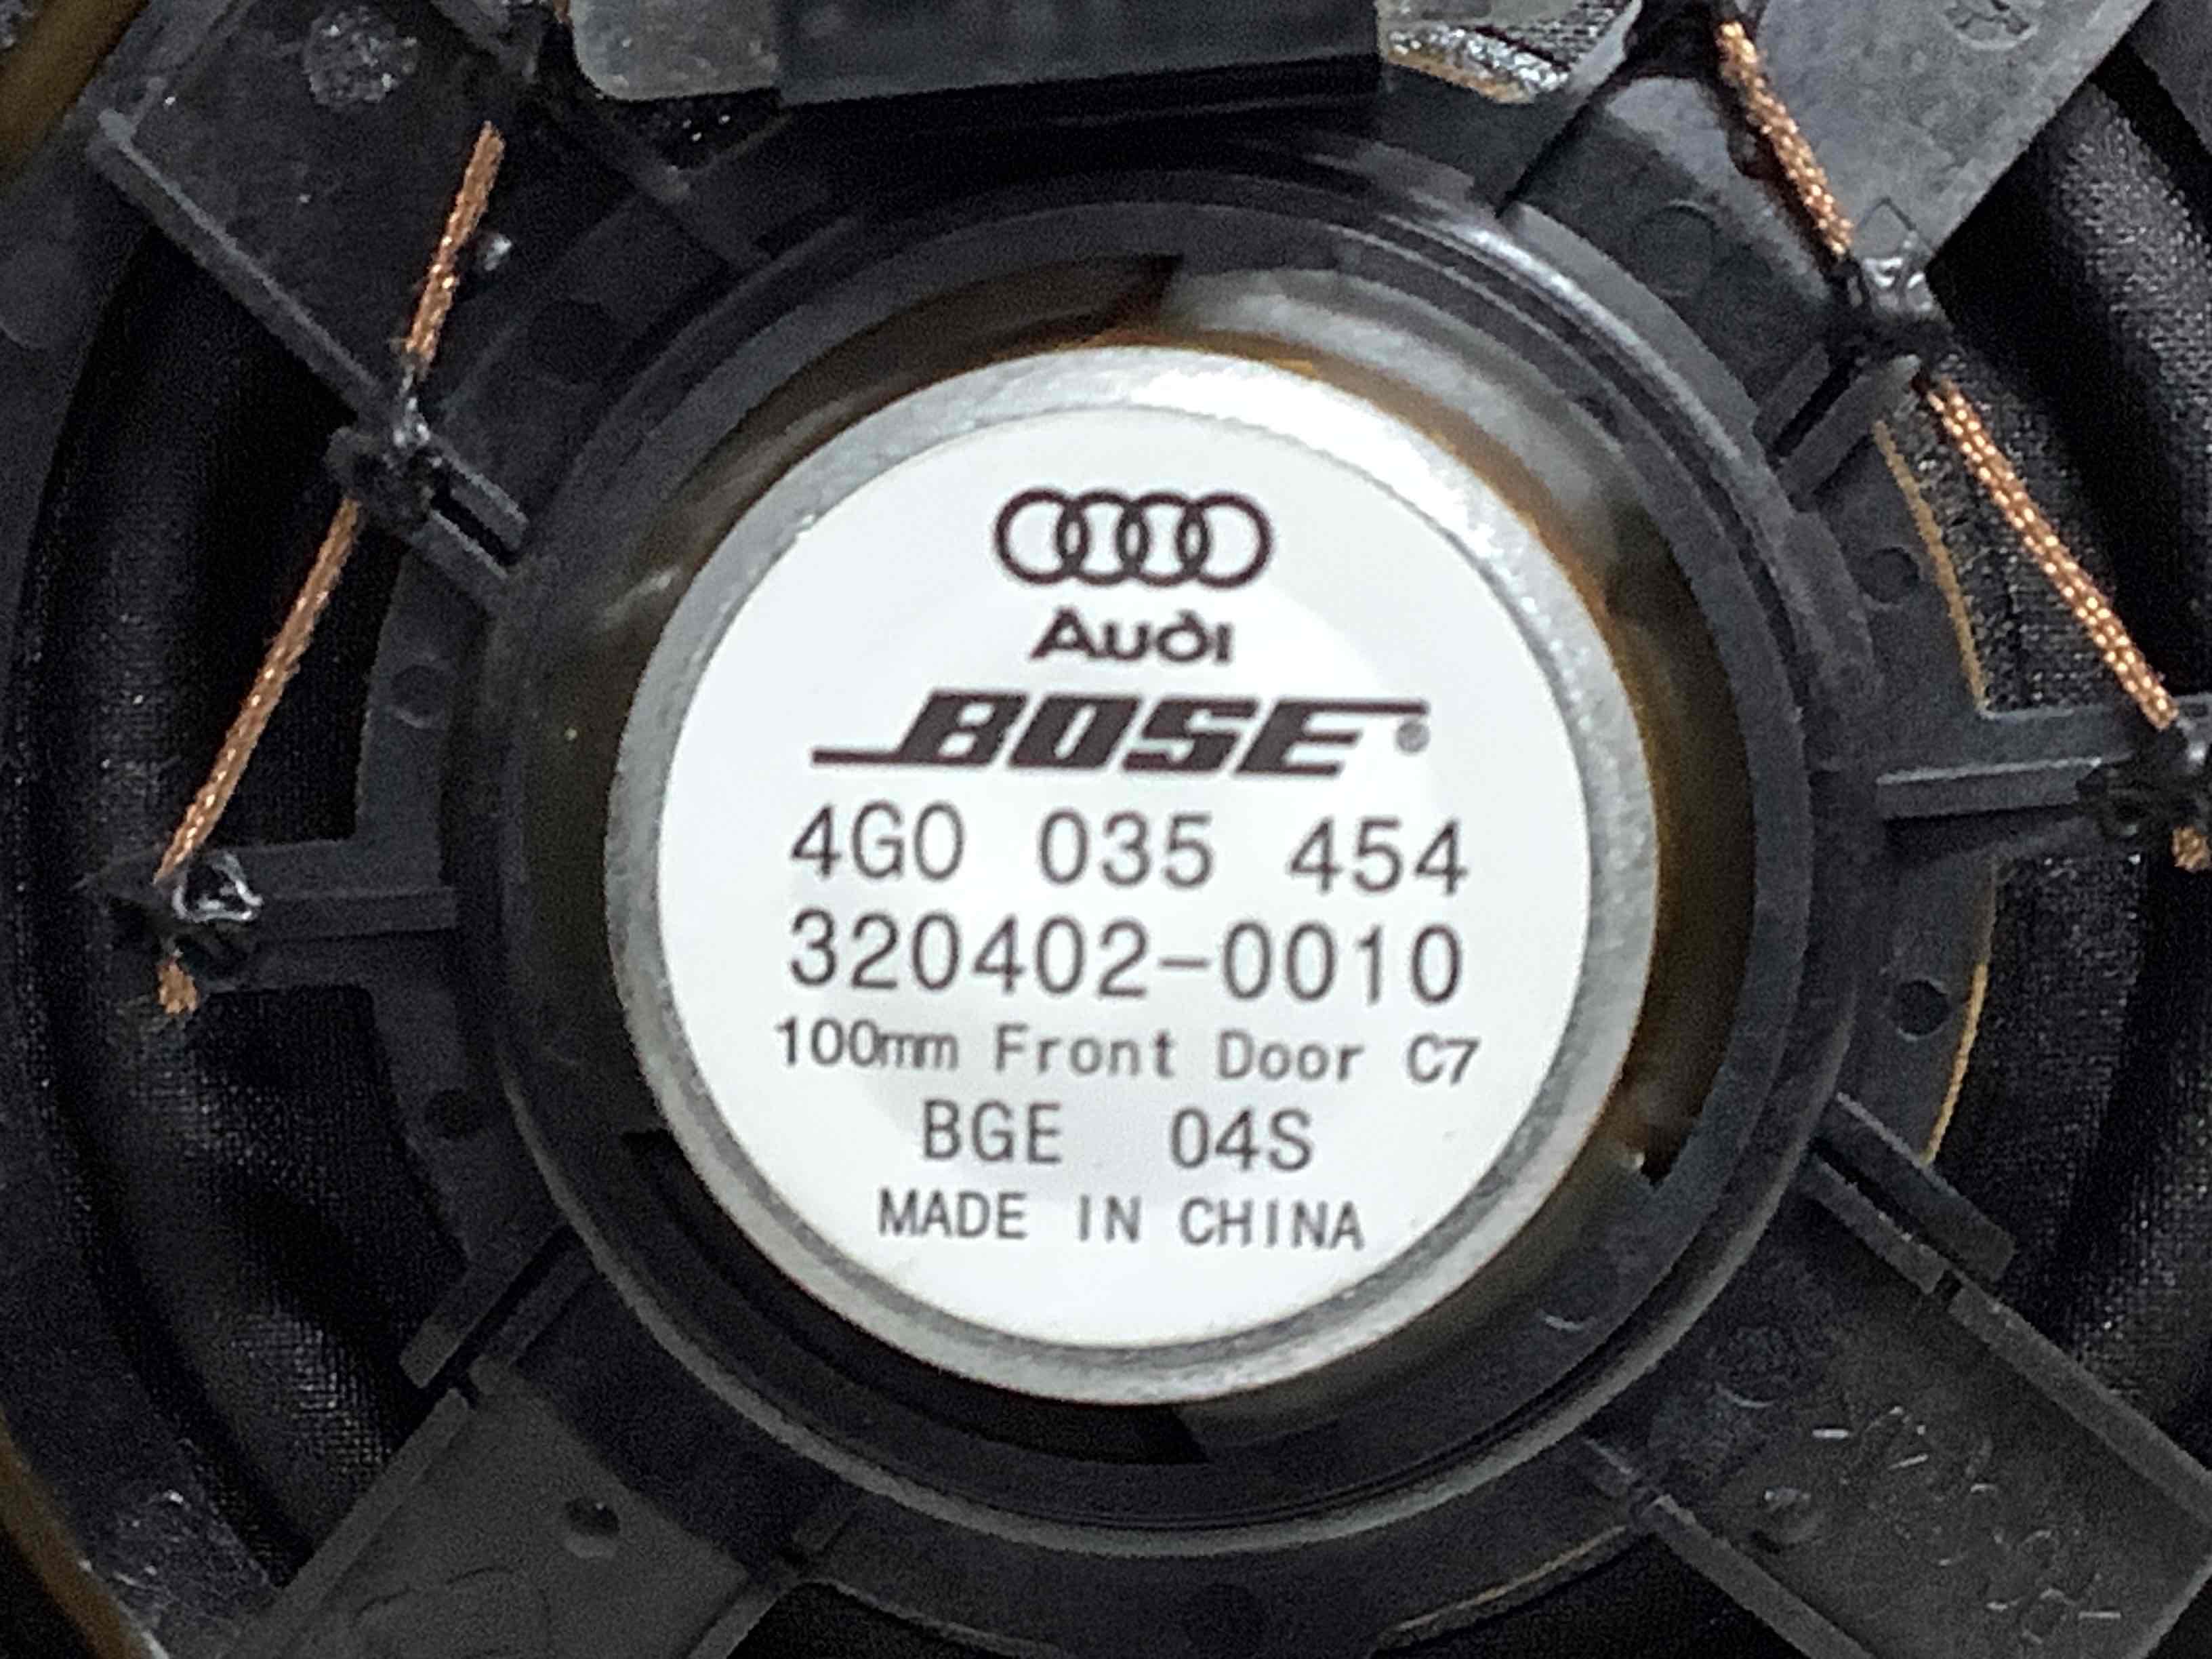 Audi
BOSE®
4G0 035 454
320402-0010
100mm Front Door C7
BGE 04S
MADE IN CHINA